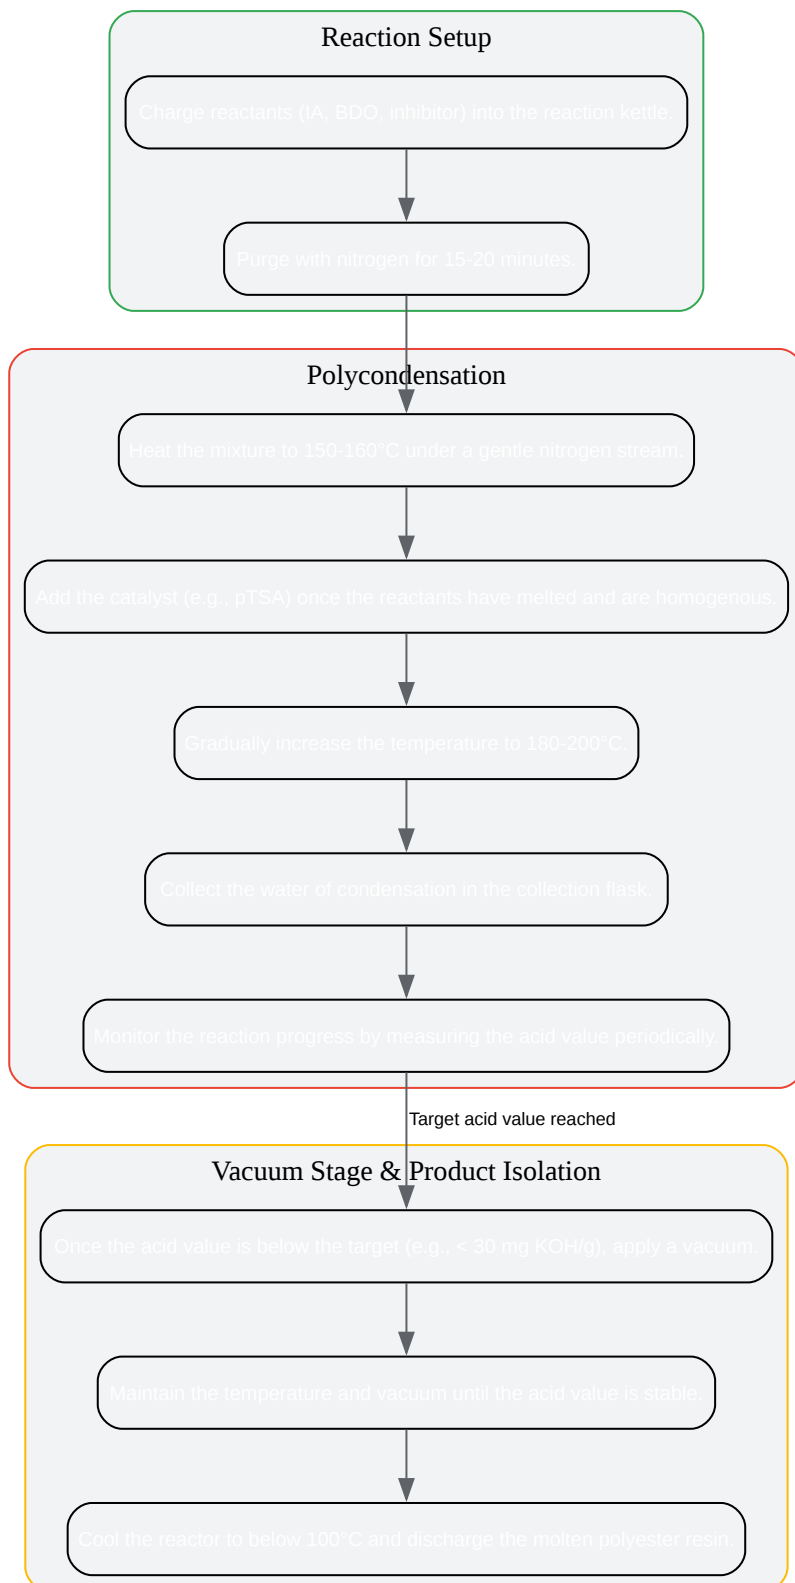 Reaction Setup
Charge reactants (IA, BDO, inhibitor) into the reaction kettle.
Purge with nitrogen for 15-20 minutes.
Polycondensation
Heat the mixture to 150-160°C under a gentle nitrogen stream.
Add the catalyst (e.g., pTSA) once the reactants have melted and are homogenous.
Gradually increase the temperature to 180-200°C.
Collect the water of condensation in the collection flask.
Monitor the reaction progress by measuring the acid value periodically.
Target acid value reached
Vacuum Stage & Product Isolation
Once the acid value is below the target (e.g., < 30 mg KOH/g), apply a vacuum.
Maintain the temperature and vacuum until the acid value is stable.
Cool the reactor to below 100°C and discharge the molten polyester resin.